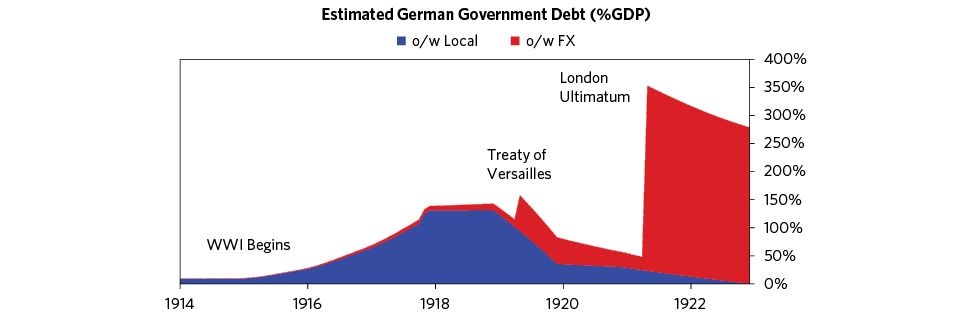 Estimated German Government Debt (%GDP)
o/w Local o/w FX
400%
London
Ultimatum
350%
300%
250%
Treaty of
Versailles
200%
150%
100%
WWI Begins
50%
0%
1914 1916 1918 1920 1922